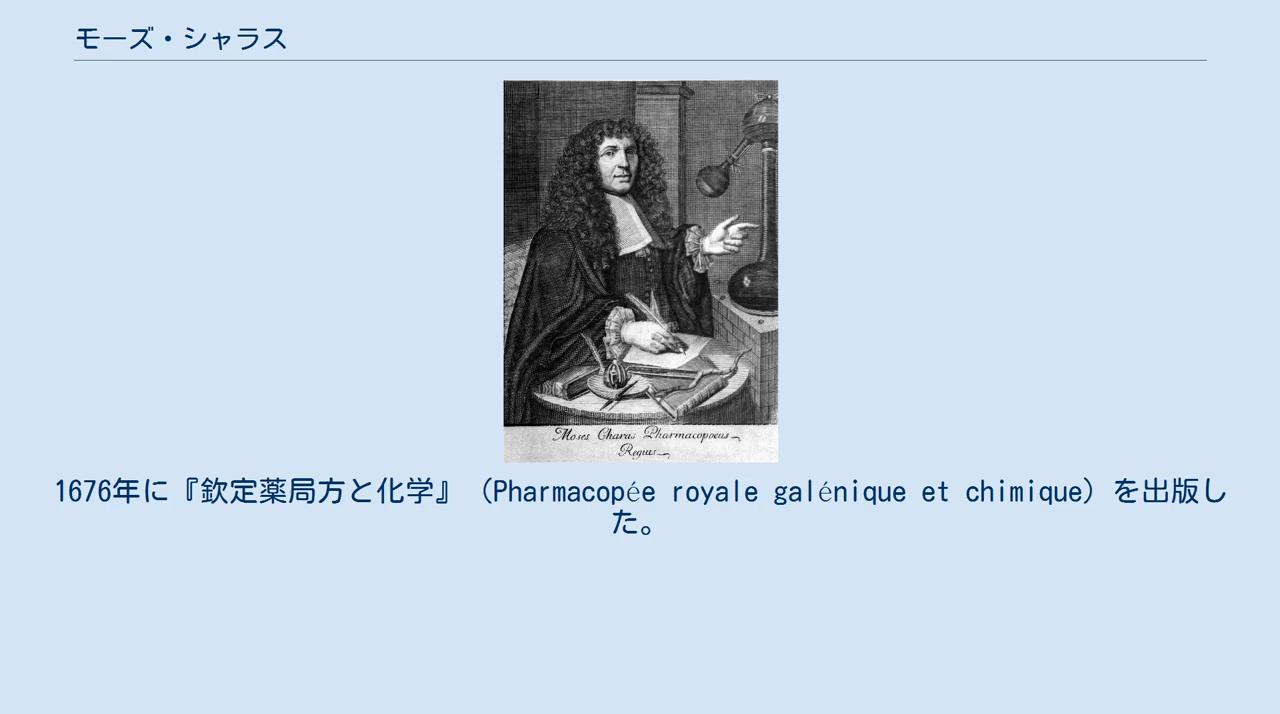 モーズ・シャラス
Moses Charas Pharmacopoeus
Regius
1676年に『欽定薬局方と化学』（Pharmacopée royale galénique et chimique）を出版し
た。